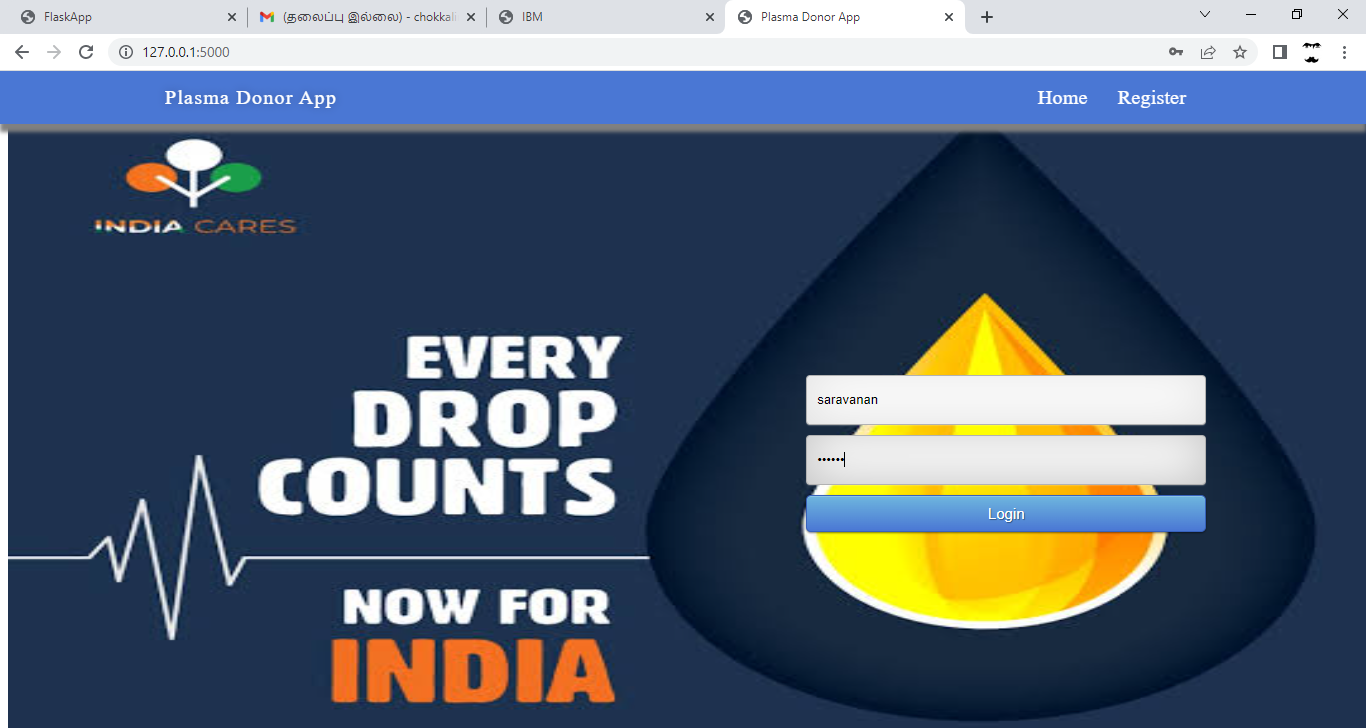 FlaskApp
(தலைப்பு இல்லை) - chokkali
IBM
Plasma Donor App
127.0.0.1:5000
Plasma Donor App
Home
Register
INDIA CARES
EVERY
DROP
COUNTS
NOW FOR
INDIA
saravanan
••••••
Login